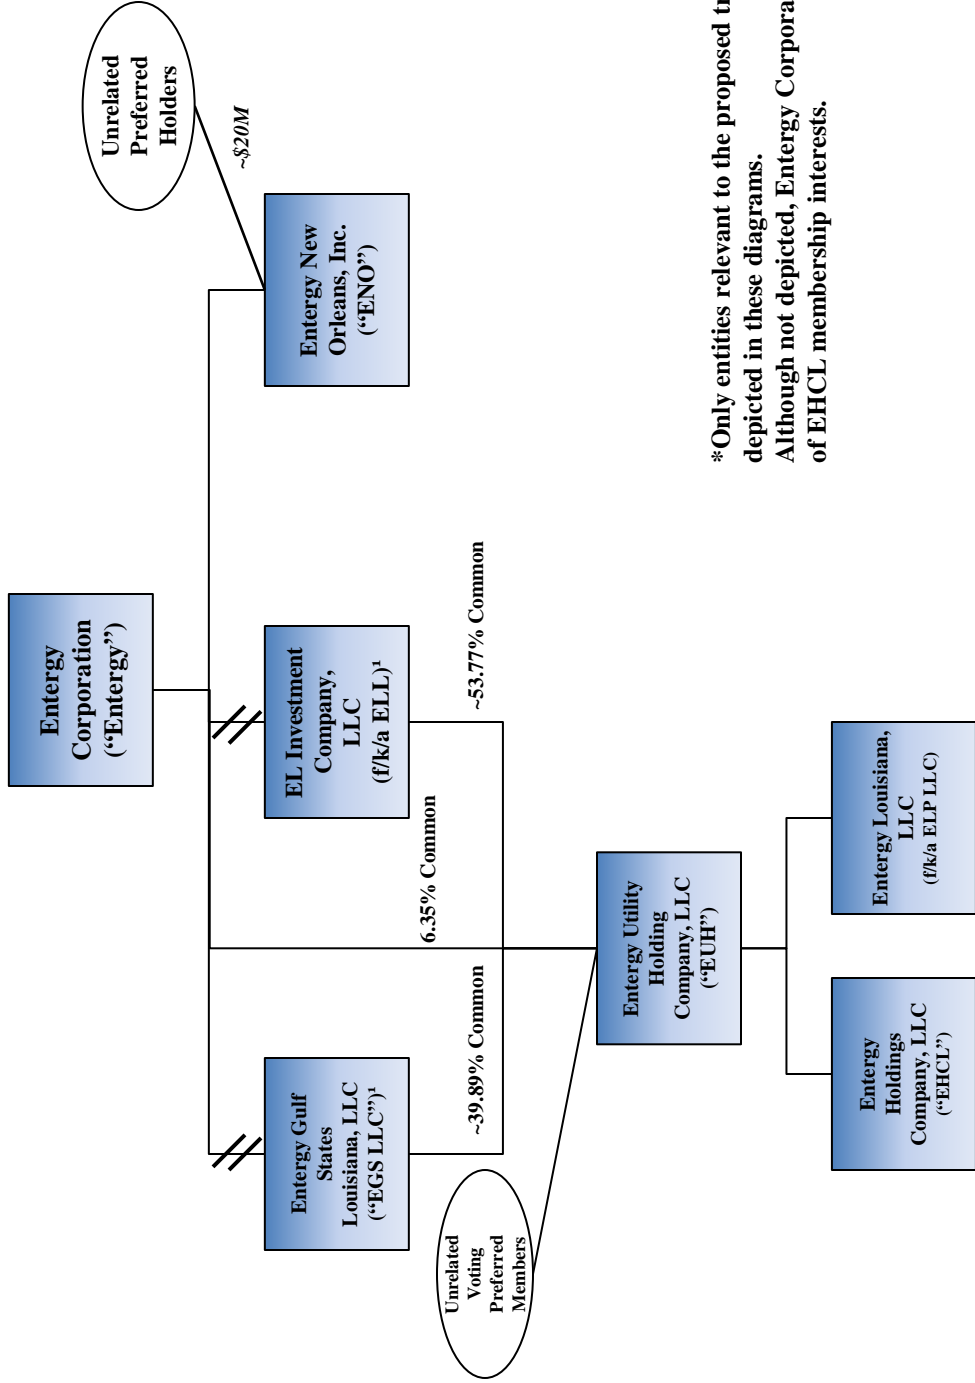 Entergy
Corporation
(“Entergy”)
Unrelated
Preferred
Holders
~$20M
Entergy Gulf
States
Louisiana, LLC
(“EGS LLC”)¹
EL Investment
Company,
LLC
(f/k/a ELL)¹
Entergy New
Orleans, Inc.
(“ENO”)
~39.89% Common
6.35% Common
~53.77% Common
Unrelated
Voting
Preferred
Members
Entergy Utility
Holding
Company, LLC
(“EUH”)
Entergy
Holdings
Company, LLC
(“EHCL”)
Entergy Louisiana,
LLC
(f/k/a ELP LLC)
*Only entities relevant to the proposed
depicted in these diagrams.
Although not depicted, Entergy
of EHCL membership interests.